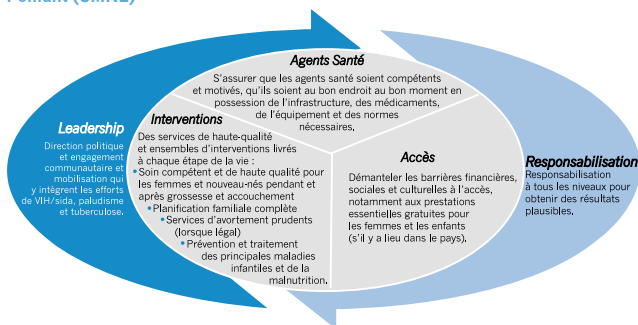 l'enfant (SMNE)
Agents Santé
S'assurer que les agents santé soient compétents
et motivés, qu'ils soient au bon endroit au bon moment en
possession de l'infrastructure, des médicaments,
de l'équipement et des normes
nécessaires.
Leadership
Direction politique
et engagement
communautaire et
mobilisation qui
y intègrent les efforts
de VIH/sida, paludisme
et tuberculose.
Interventions
Des services de haute-qualité
et ensembles d'interventions livrés
à chaque étape de la vie :
• Soin compétent et de haute qualité pour
les femmes et nouveau-nés pendant et
après grossesse et accouchement
• Planification familiale complète
• Services d'avortement prudents
(lorsque légal)
• Prévention et traitement
des principales maladies
infantiles et de la
malnutrition.
Accès
Démanteler les barrières financières,
sociales et culturelles à l'accès,
notamment aux prestations
essentielles gratuites pour
les femmes et les enfants
(s'il y a lieu dans le pays).
Responsabilisation
Responsabilisation
à tous les niveaux pour
obtenir des résultats
plausibles.